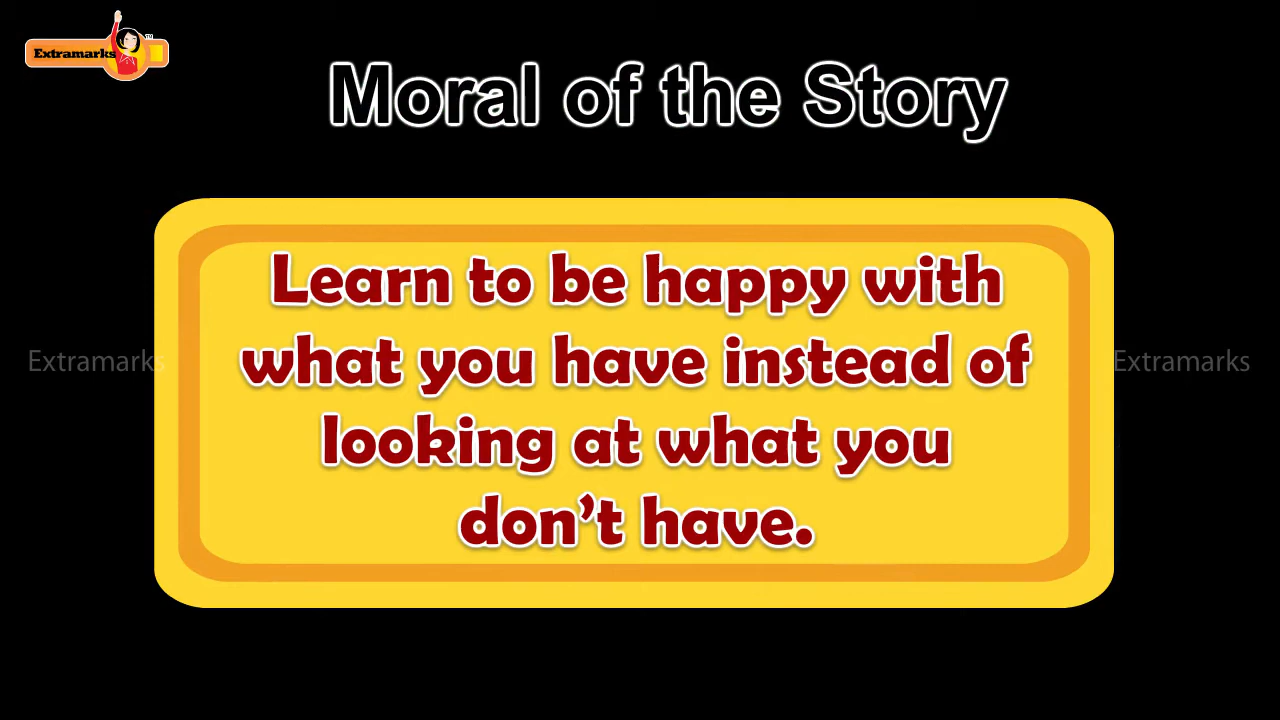 Extramarks
TM
Moral of the Story
Learn to be happy with
what you have instead of
looking at what you
don't have.
Extramarks
Extramarks